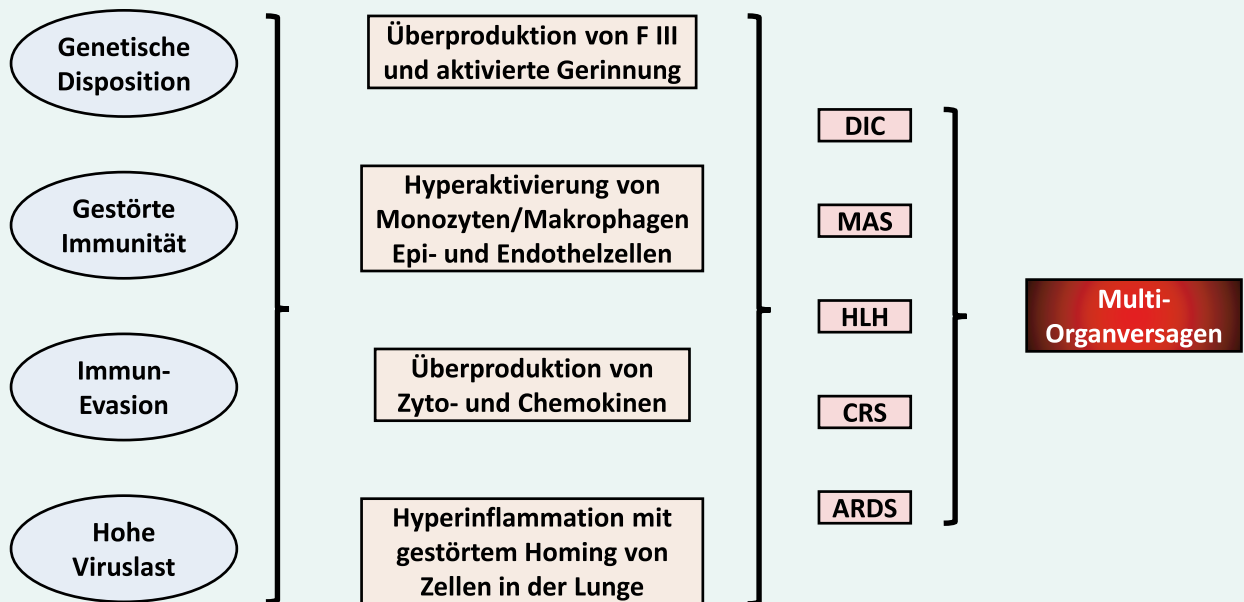 Genetische
Disposition
Gestörte
Immunität
Immun-
Evasion
Hohe
Viruslast
Überproduktion von F III
und aktivierte Gerinnung
Hyperaktivierung von
Monozyten/Makrophagen
Epi- und Endothelzellen
Überproduktion von
Zyto- und Chemokinen
Hyperinflammation mit
gestörtem Homing von
Zellen in der Lunge
DIC
MAS
HLH
CRS
ARDS
Multi-
Organversagen